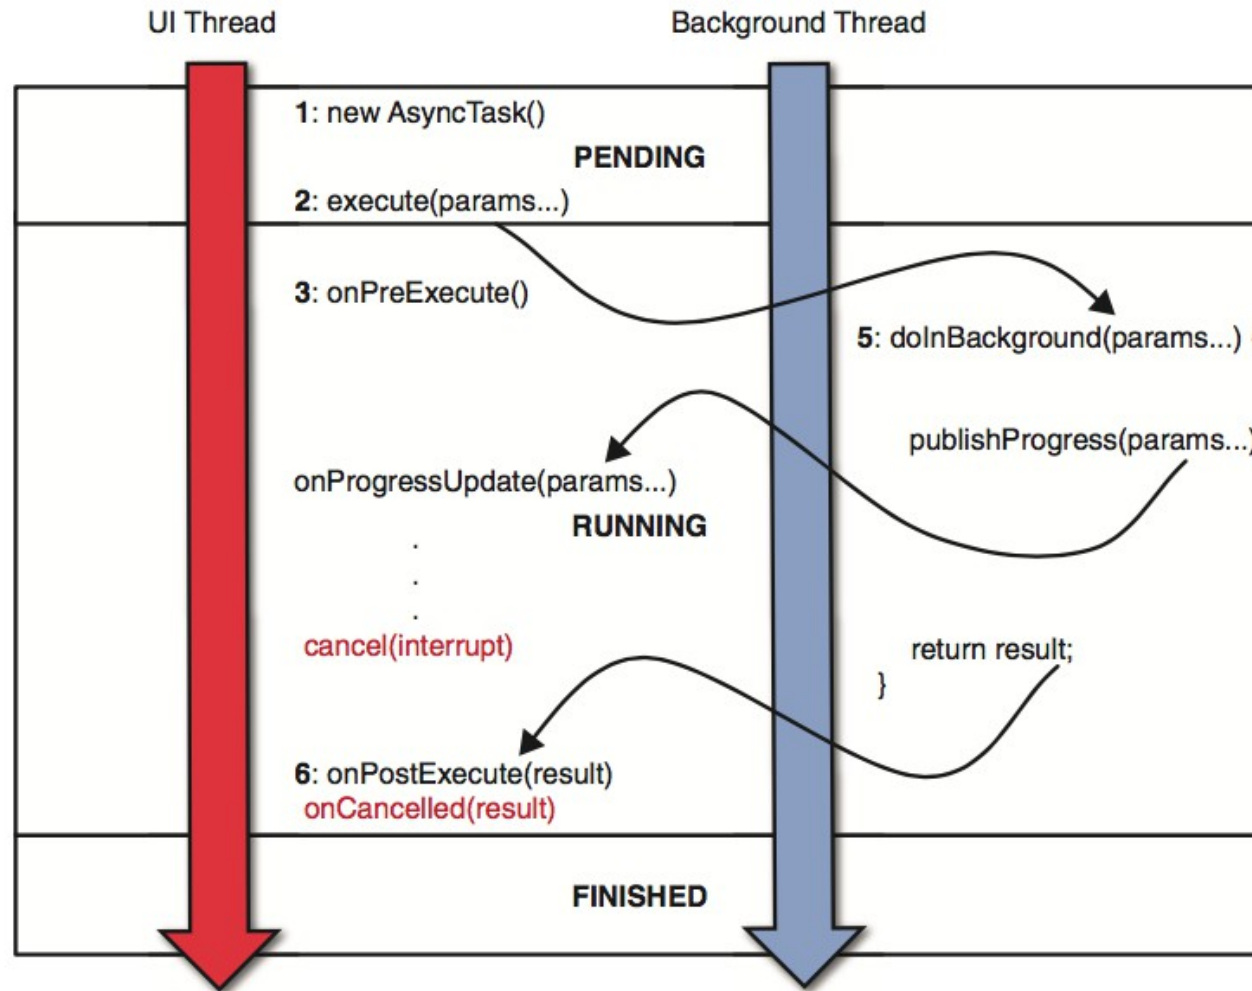 UI Thread
Background Thread
1: new AsyncTask()
PENDING
2: execute(params...)
3: onPreExecute()
5: doInBackground(params...)
publishProgress(params...)
onProgressUpdate(params...)
RUNNING
.
.
.
cancel(interrupt)
return result;
}
6: onPostExecute(result)
onCancelled(result)
FINISHED